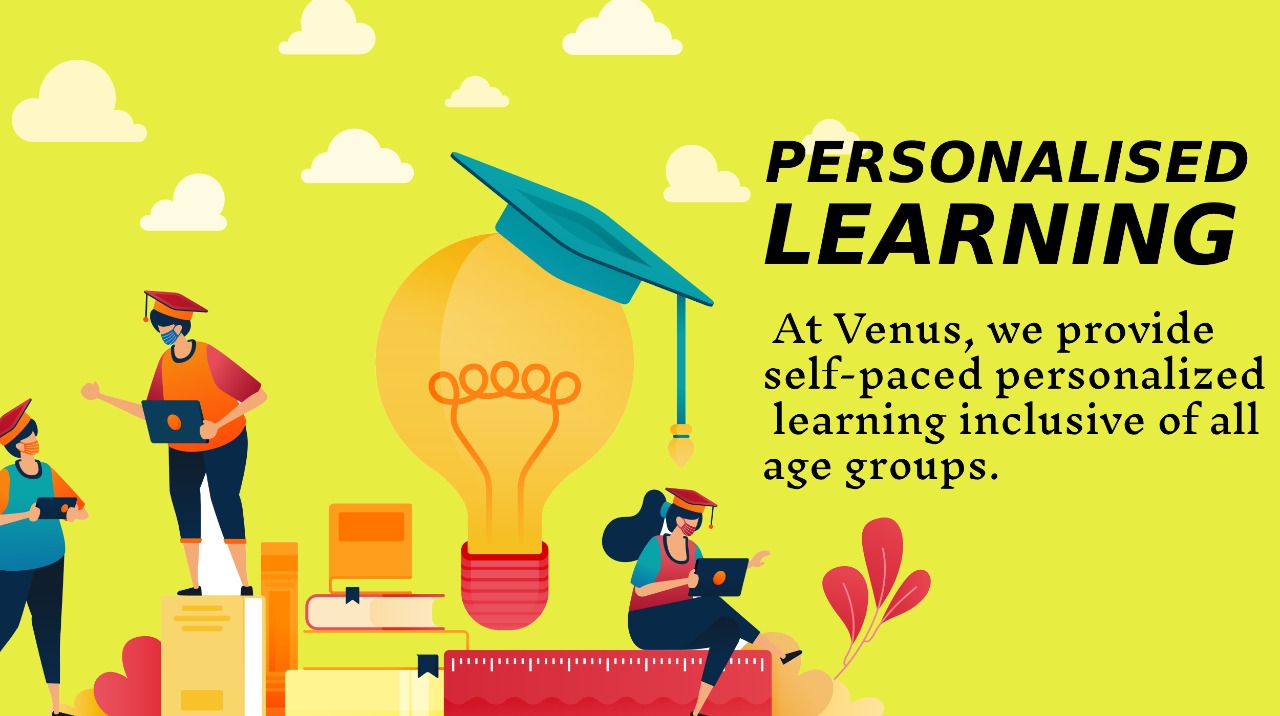 PERSONALISED
LEARNING
At Venus, we provide
self-paced personalized
learning inclusive of all
age groups.